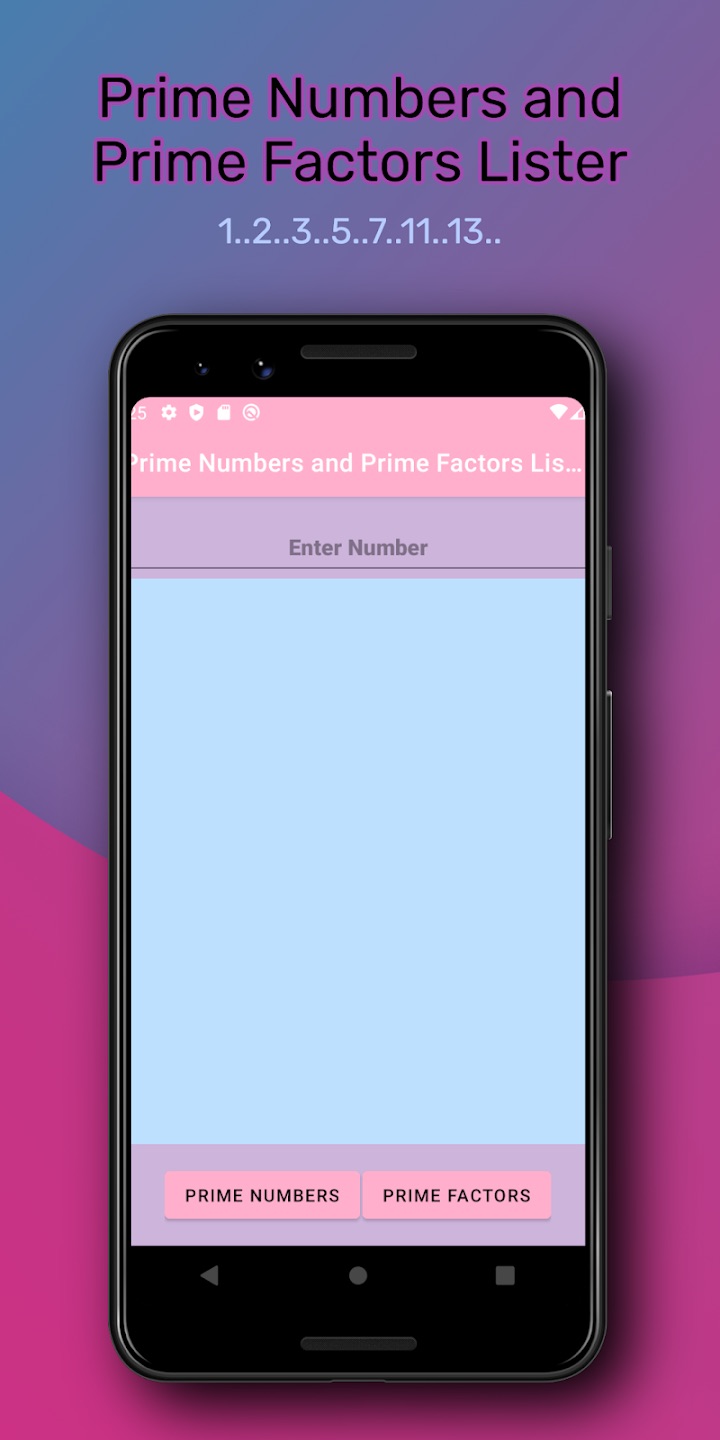 Prime Numbers and
Prime Factors Lister
1..2..3..5..7..11..13..
25
Prime Numbers and Prime Factors Lis...
Enter Number
PRIME NUMBERS PRIME FACTORS